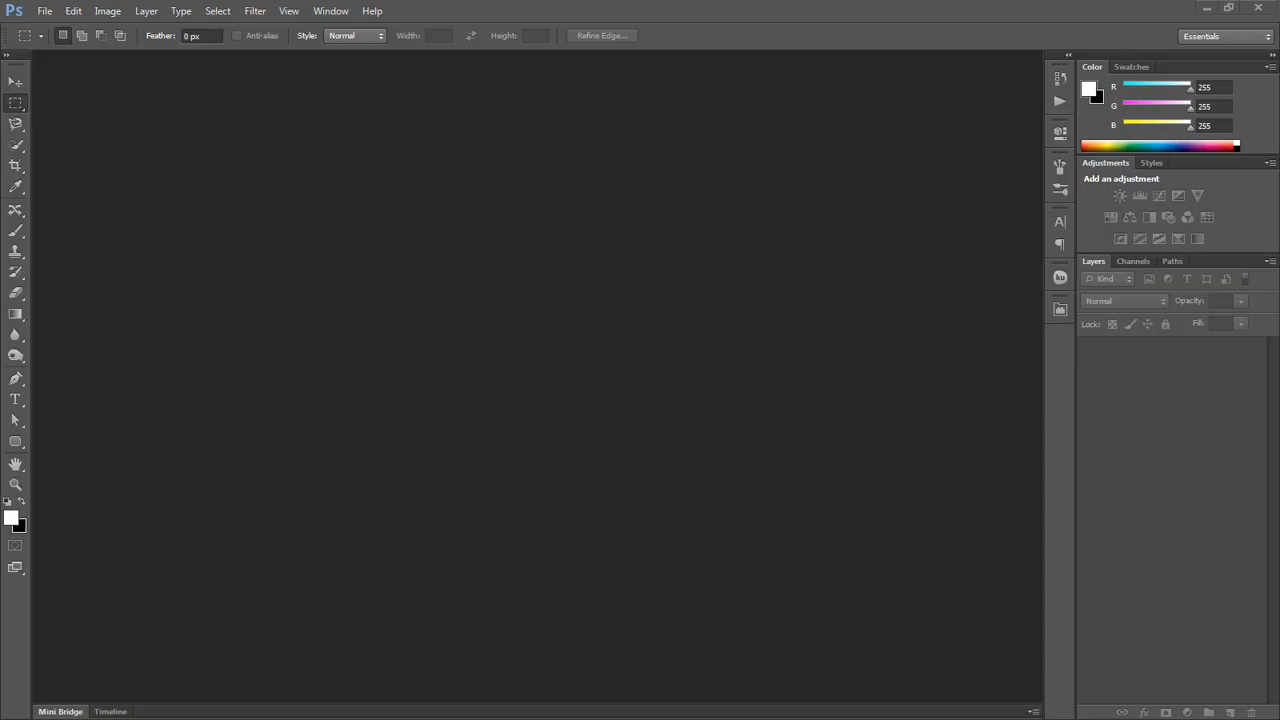 Ps File Edit Image Layer Type Select Filter View Window Help
Feather: 0 px Anti-alias Style: Normal Width: Height: Refine Edge... Essentials
Color Swatches
R 255
G 255
B 255
Adjustments Styles
Add an adjustment
Layers Channels Paths
Kind
Normal Opacity:
Lock: Fill:
ku
Mini Bridge Timeline